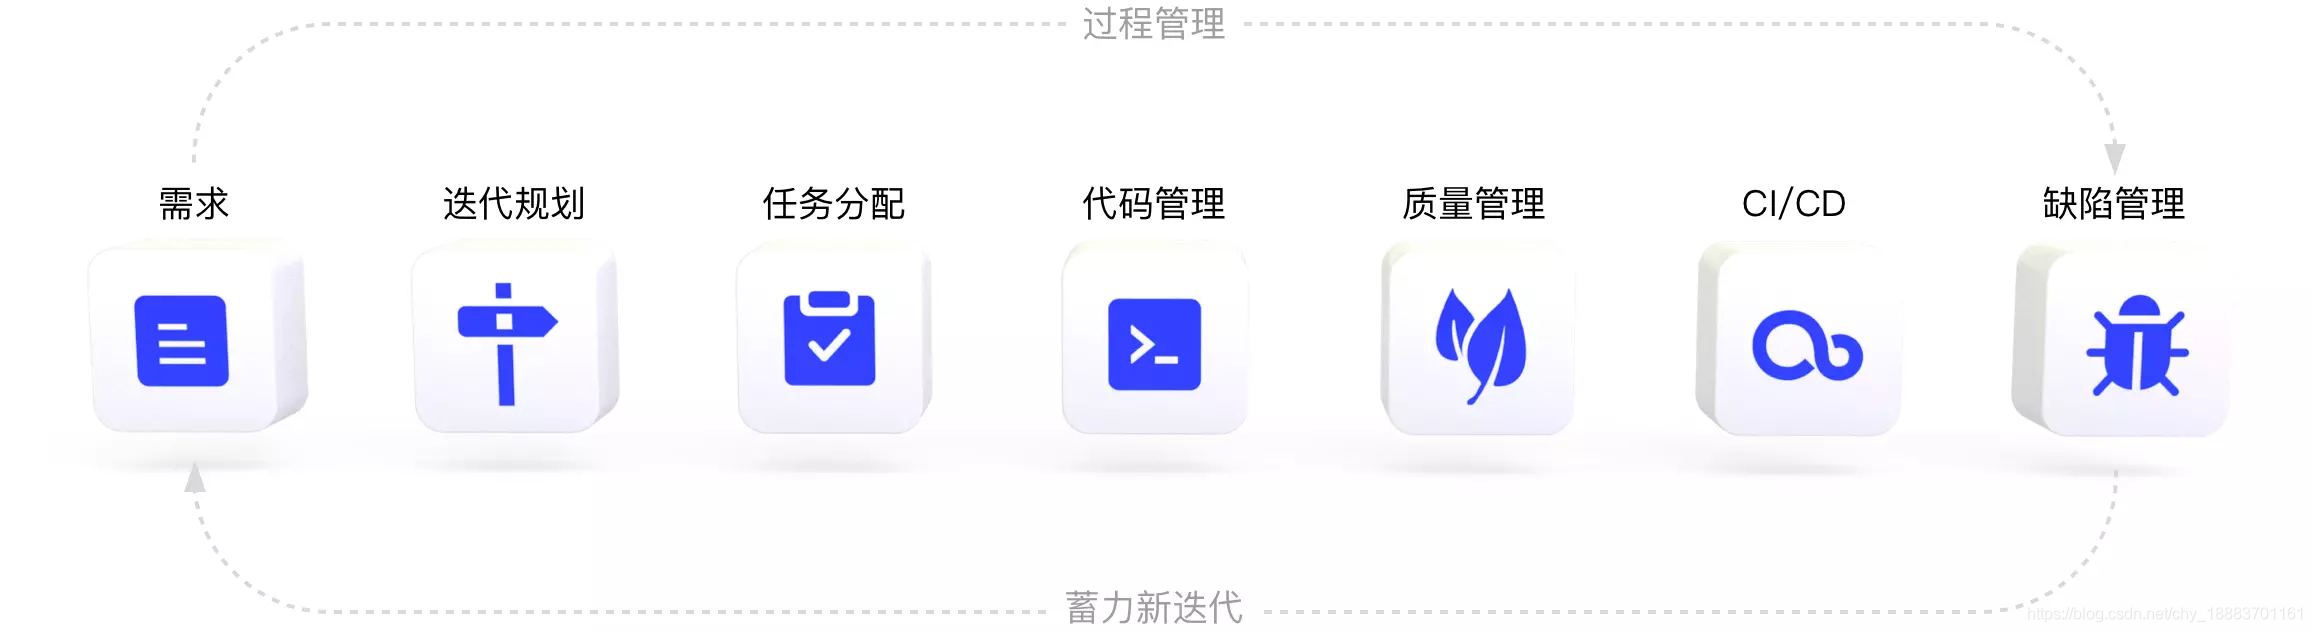 过程管理
需求
迭代规划
任务分配
代码管理
质量管理
CI/CD
缺陷管理
蓄力新迭代
https://blog.csdn.net/chy_18883701161